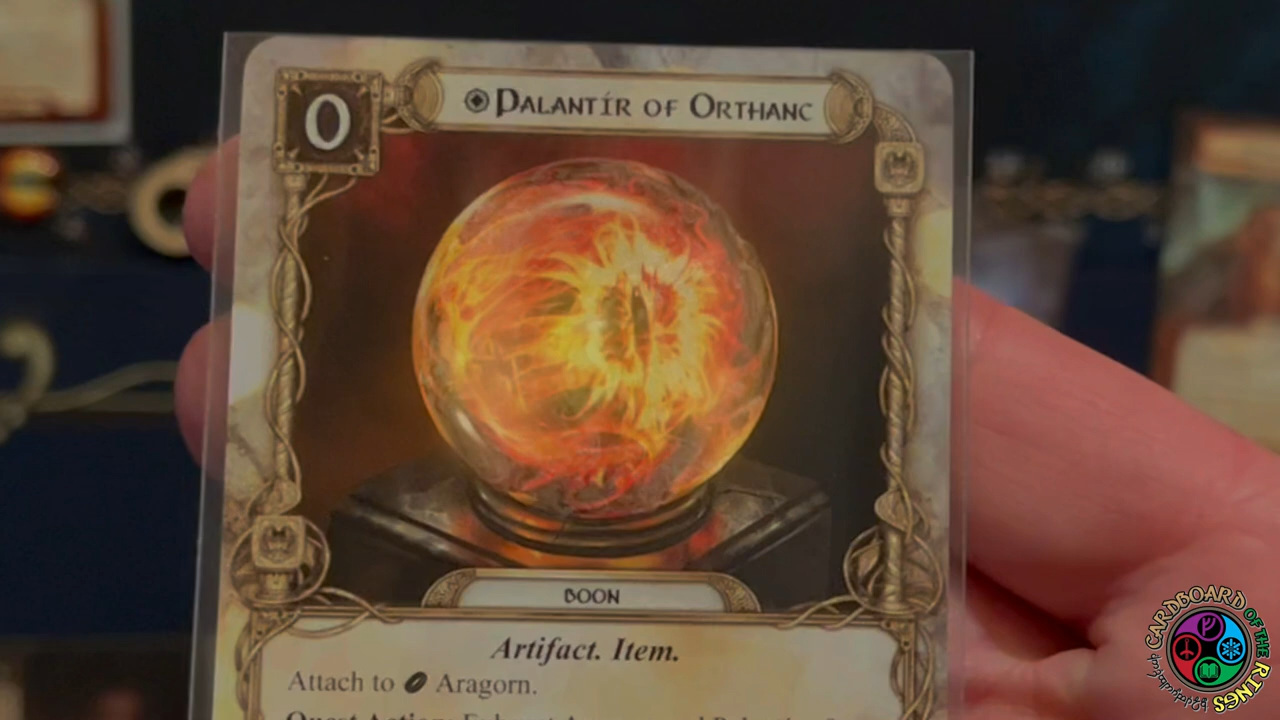 0
PALANTÍR OF ORTHANC
BOON
Artifact. Item.
Attach to Aragorn.
CARDBOARD OF THE RINGS